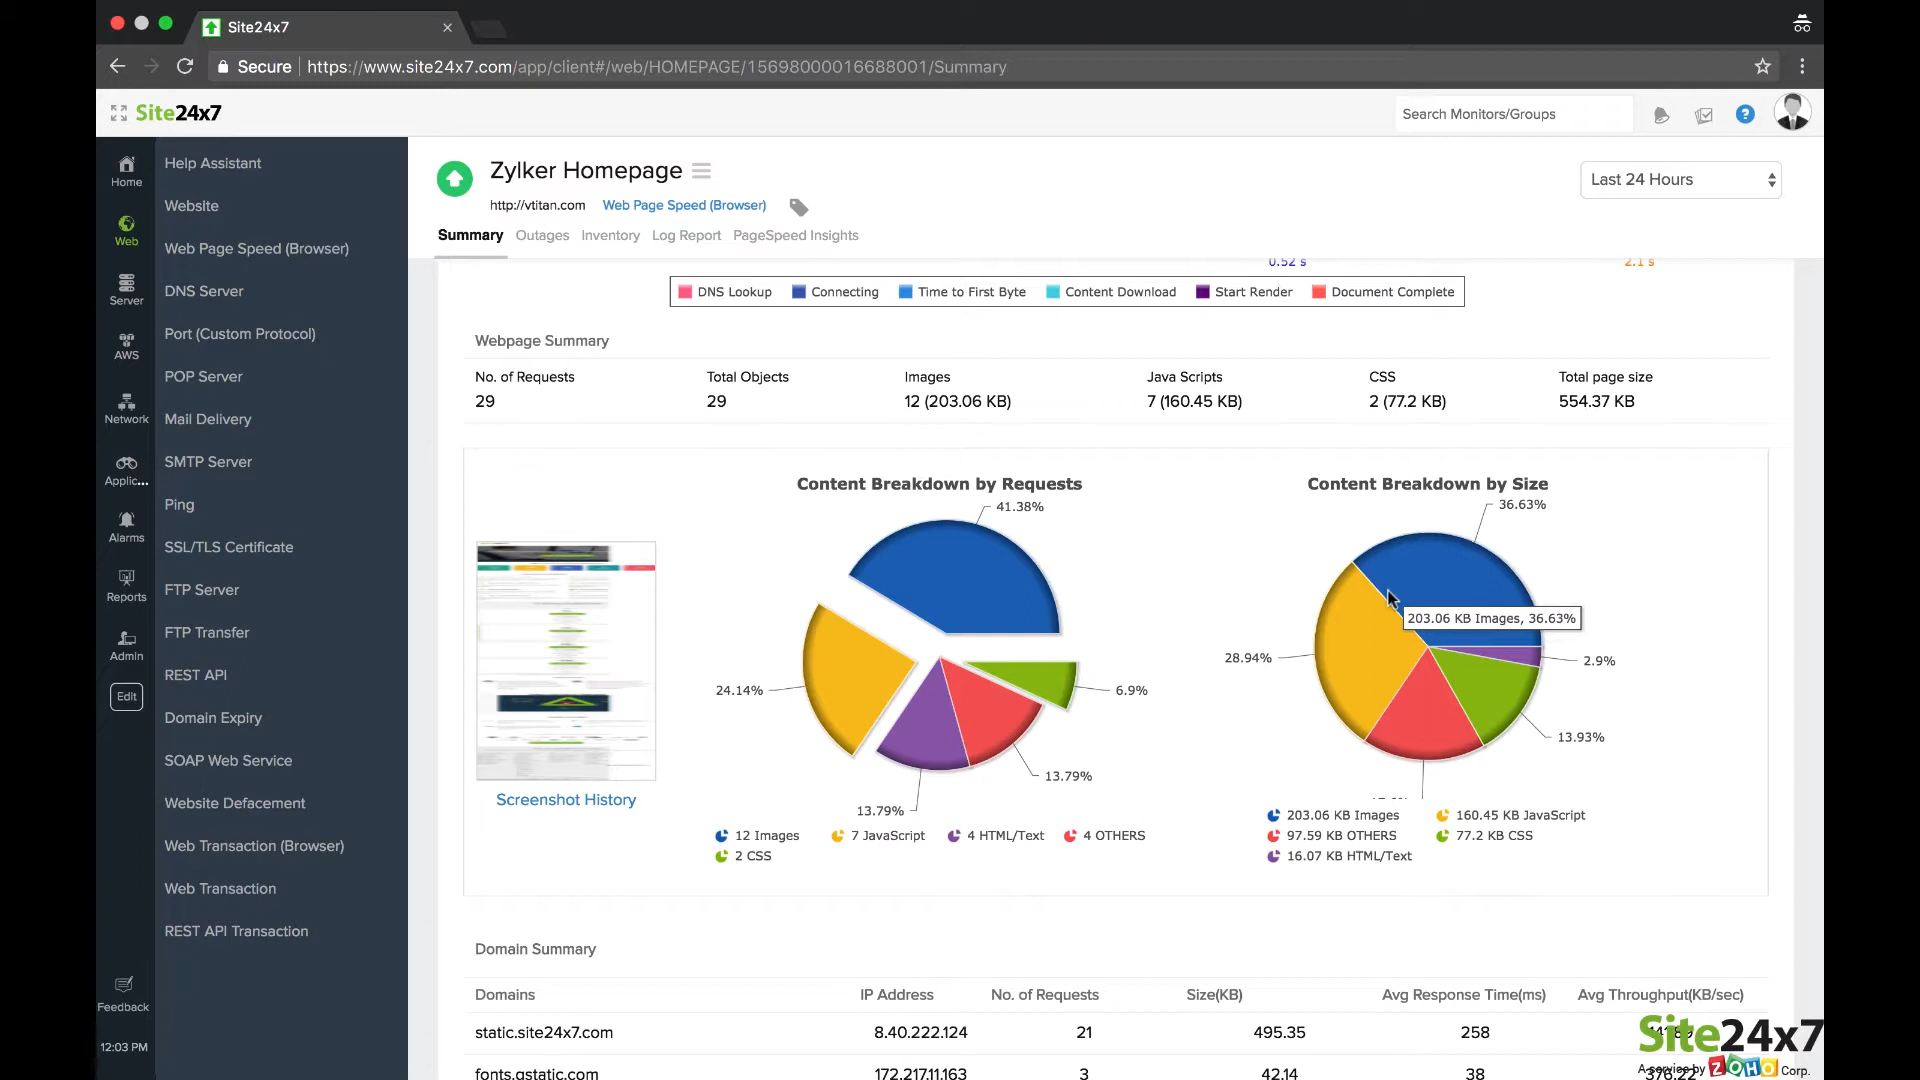 Site24x7
Secure https://www.site24x7.com/app/client#/web/HOMEPAGE/15698000016688001/Summary
Site24x7
Search Monitors/Groups
?
Home
Web
Server
AWS
Network
Applic...
Alarms
Reports
Admin
Edit
Feedback
12:03 PM
Help Assistant
Website
Web Page Speed (Browser)
DNS Server
Port (Custom Protocol)
POP Server
Mail Delivery
SMTP Server
Ping
SSL/TLS Certificate
FTP Server
FTP Transfer
REST API
Domain Expiry
SOAP Web Service
Website Defacement
Web Transaction (Browser)
Web Transaction
REST API Transaction
Zylker Homepage
Last 24 Hours
http://vtitan.com Web Page Speed (Browser)
Summary Outages Inventory Log Report PageSpeed Insights
0.52 s 2.1 s
DNS Lookup Connecting Time to First Byte Content Download Start Render Document Complete
Webpage Summary
No. of Requests Total Objects Images Java Scripts CSS Total page size
29 29 12 (203.06 KB) 7 (160.45 KB) 2 (77.2 KB) 554.37 KB
Screenshot History
Content Breakdown by Requests
41.38%
24.14%
6.9%
13.79%
13.79%
12 Images 7 JavaScript 4 HTML/Text 4 OTHERS
2 CSS
Content Breakdown by Size
36.63%
203.06 KB Images, 36.63%
28.94%
2.9%
13.93%
203.06 KB Images 160.45 KB JavaScript
97.59 KB OTHERS 77.2 KB CSS
16.07 KB HTML/Text
Domain Summary
Domains IP Address No. of Requests Size(KB) Avg Response Time(ms) Avg Throughput(KB/sec)
static.site24x7.com 8.40.222.124 21 495.35 258
fonts.gstatic.com 172.217.11.163 3 42.14 38
Site24x7
A service by ZOHO Corp.